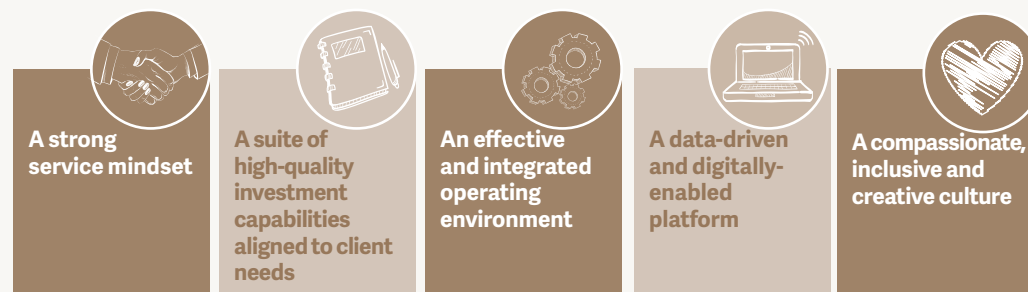 A strong
service mindset
A suite of
high-quality
investment
capabilities
aligned to client
needs
An effective
and integrated
operating
environment
A data-driven
and digitally-
enabled
platform
A compassionate,
inclusive and
creative culture